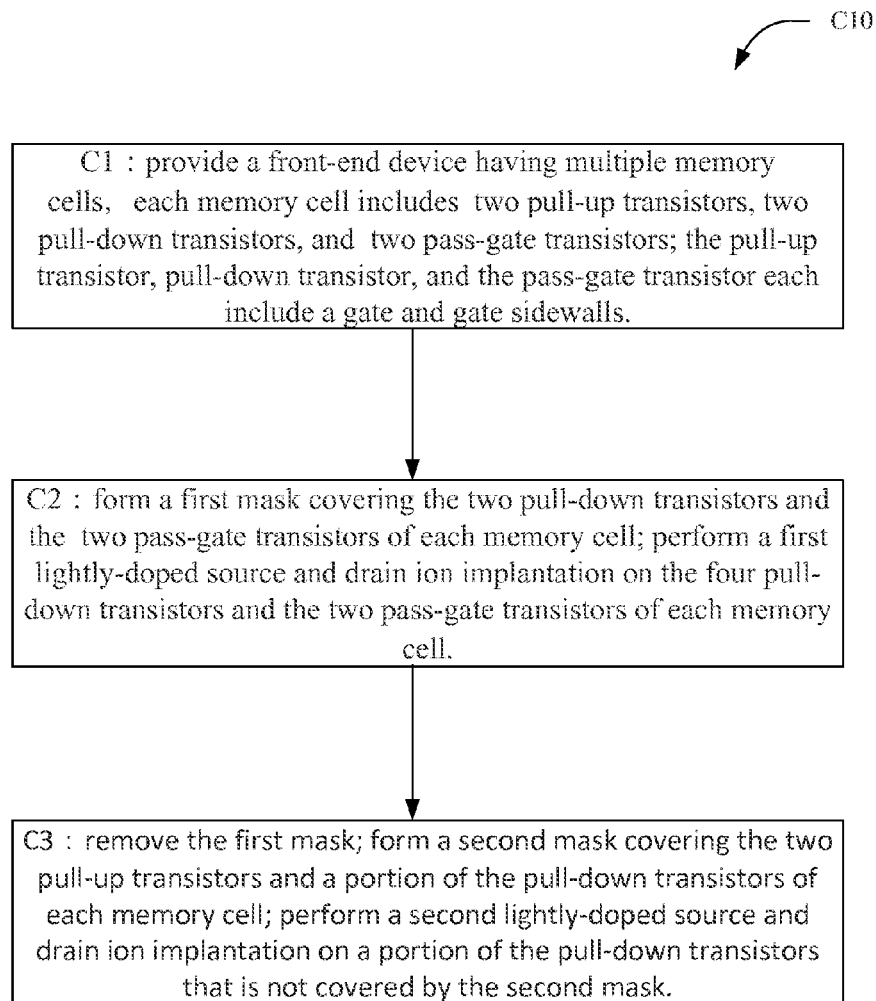 C10
C1 : provide a front-end device having multiple memory
cells, each memory cell includes two pull-up transistors, two
pull-down transistors, and two pass-gate transistors; the pull-up
transistor, pull-down transistor, and the pass-gate transistor each
include a gate and gate sidewalls.
C2 : form a first mask covering the two pull-down transistors and
the two pass-gate transistors of each memory cell; perform a first
lightly-doped source and drain ion implantation on the four pull-
down transistors and the two pass-gate transistors of each memory
cell.
C3 : remove the first mask; form a second mask covering the two
pull-up transistors and a portion of the pull-down transistors of
each memory cell; perform a second lightly-doped source and
drain ion implantation on a portion of the pull-down transistors
that is not covered by the second mask.